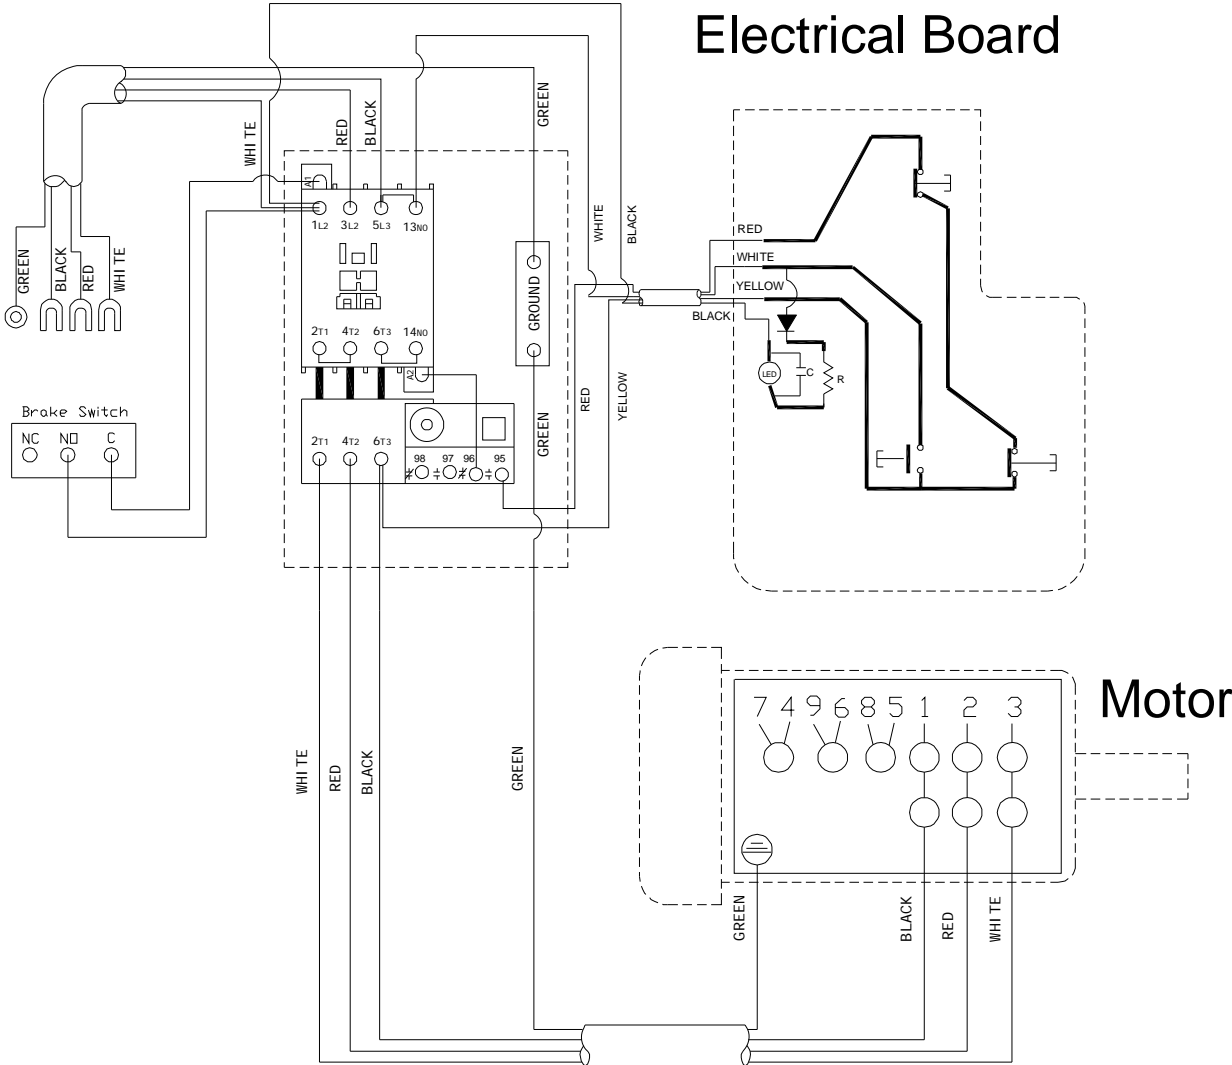 Electrical Board
GREEN
BLACK
RED
WHITE
A1
1L2 3L2 5L3 13NO
WHITE
BLACK
RED
WHITE
YELLOW
BLACK
GREEN
BLACK
RED
WHITE
GROUND
2T1 4T2 6T3 14NO
A2
LED
C
R
RED
YELLOW
Brake Switch
NC NO C
GREEN
2T1 4T2 6T3
98 97 96 95
Motor
7 4 9 6 8 5 1 2 3
WHITE
RED
BLACK
GREEN
GREEN
BLACK
RED
WHITE